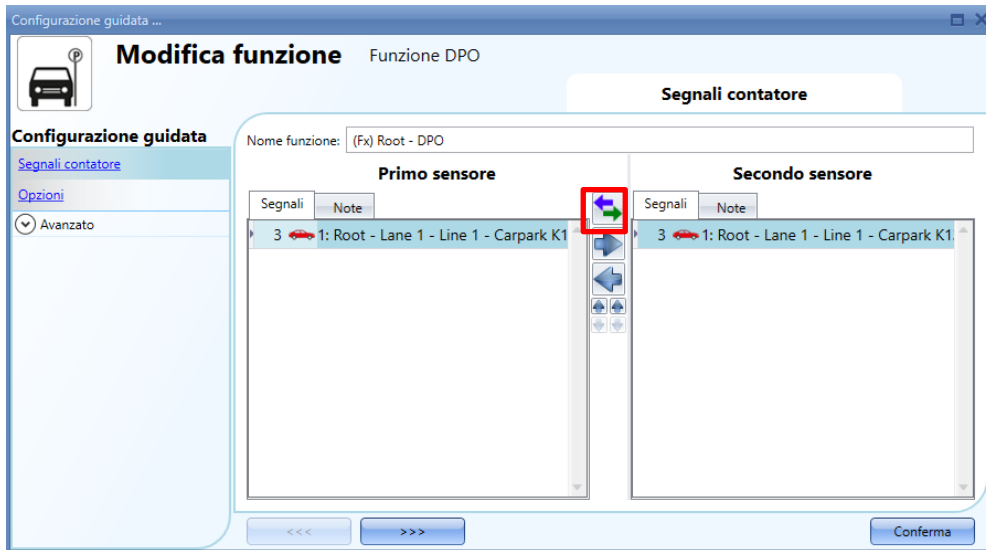 Configurazione guidata ...
P
Modifica funzione Funzione DPO
Segnali contatore
Configurazione guidata
Segnali contatore
Opzioni
Avanzato
Nome funzione: (Fx) Root - DPO
Primo sensore
Secondo sensore
Segnali Note
Segnali Note
3 1: Root - Lane 1 - Line 1 - Carpark K1
3 1: Root - Lane 1 - Line 1 - Carpark K1.
<<< >>> Conferma